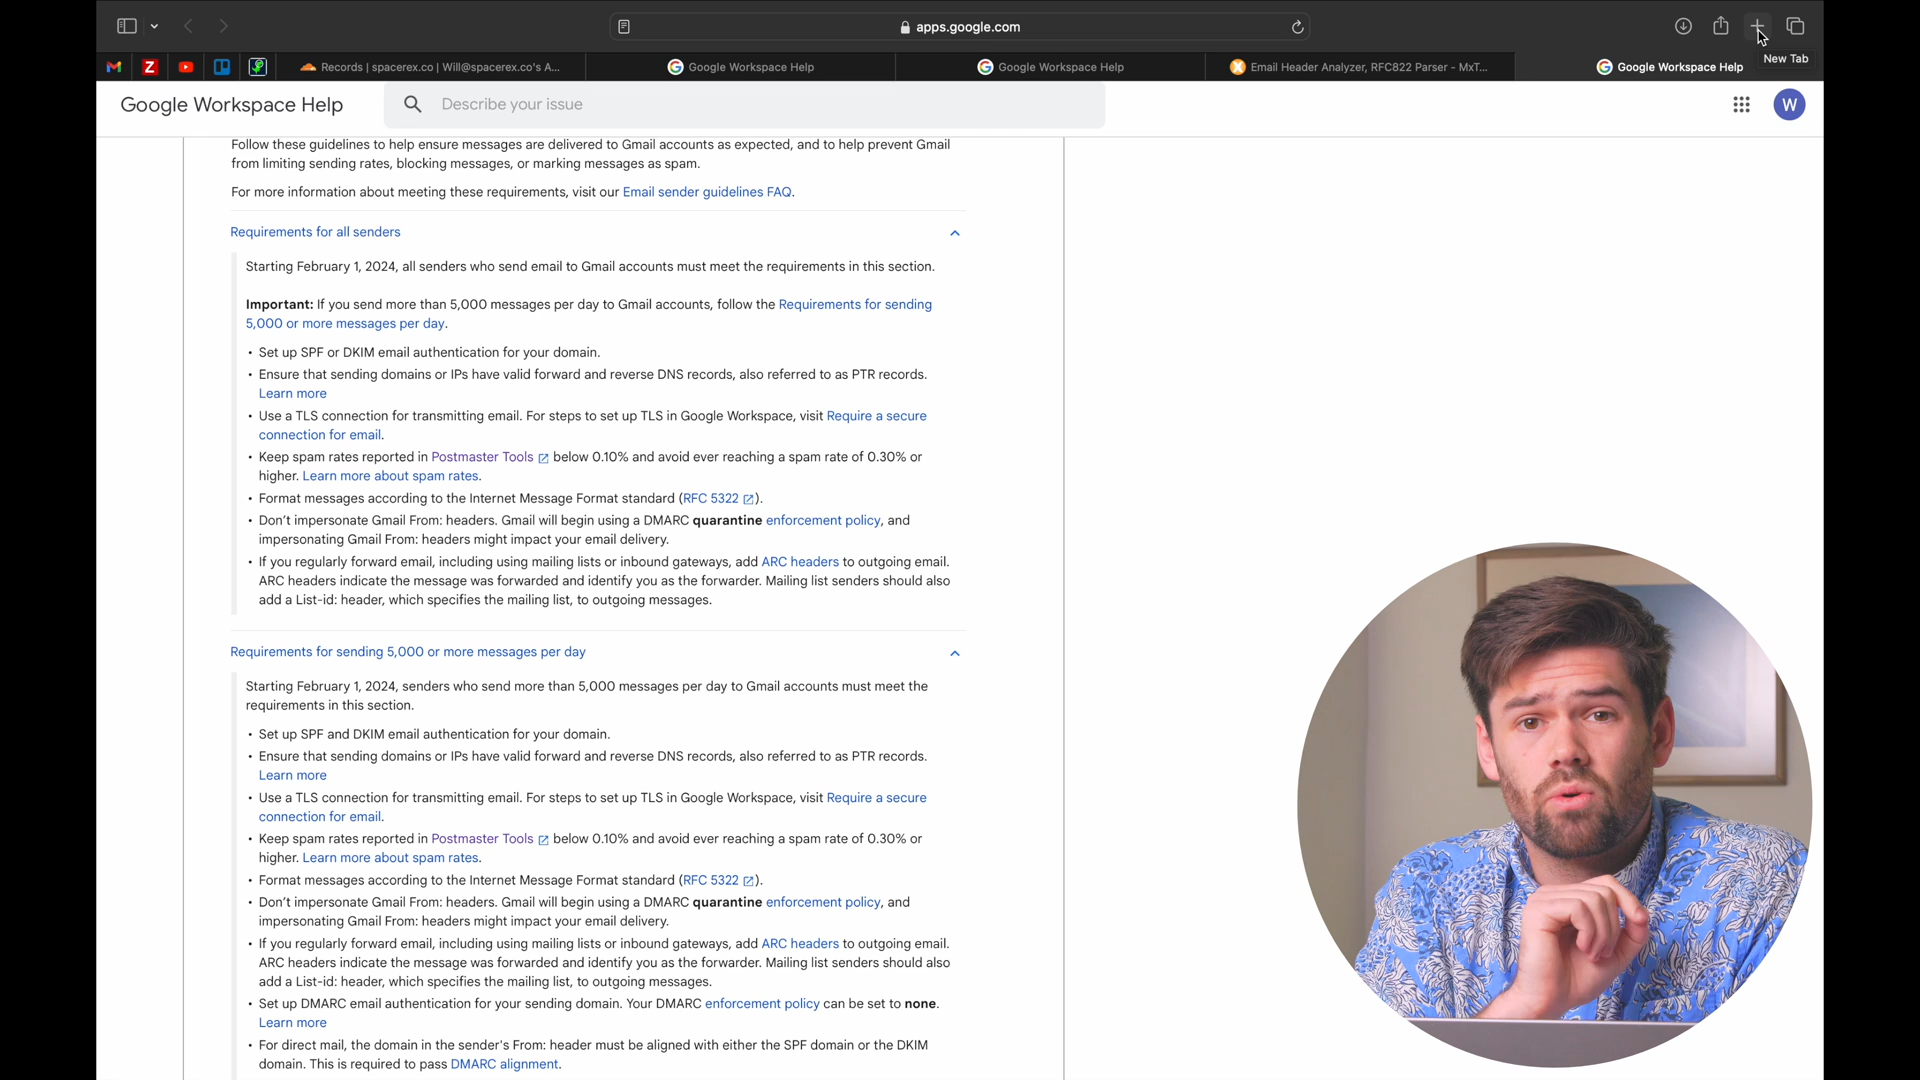 apps.google.com
Records | spacerex.co | Will@spacerex.co's A...
Google Workspace Help
Google Workspace Help
Email Header Analyzer, RFC822 Parser - MxT...
Google Workspace Help
New Tab
Google Workspace Help
Describe your issue
W
Follow these guidelines to help ensure messages are delivered to Gmail accounts as expected, and to help prevent Gmail
from limiting sending rates, blocking messages, or marking messages as spam.
For more information about meeting these requirements, visit our Email sender guidelines FAQ.
Requirements for all senders
Starting February 1, 2024, all senders who send email to Gmail accounts must meet the requirements in this section.
Important: If you send more than 5,000 messages per day to Gmail accounts, follow the Requirements for sending
5,000 or more messages per day.
• Set up SPF or DKIM email authentication for your domain.
• Ensure that sending domains or IPs have valid forward and reverse DNS records, also referred to as PTR records.
Learn more
• Use a TLS connection for transmitting email. For steps to set up TLS in Google Workspace, visit Require a secure
connection for email.
• Keep spam rates reported in Postmaster Tools below 0.10% and avoid ever reaching a spam rate of 0.30% or
higher. Learn more about spam rates.
• Format messages according to the Internet Message Format standard (RFC 5322).
• Don't impersonate Gmail From: headers. Gmail will begin using a DMARC quarantine enforcement policy, and
impersonating Gmail From: headers might impact your email delivery.
• If you regularly forward email, including using mailing lists or inbound gateways, add ARC headers to outgoing email.
ARC headers indicate the message was forwarded and identify you as the forwarder. Mailing list senders should also
add a List-id: header, which specifies the mailing list, to outgoing messages.
Requirements for sending 5,000 or more messages per day
Starting February 1, 2024, senders who send more than 5,000 messages per day to Gmail accounts must meet the
requirements in this section.
• Set up SPF and DKIM email authentication for your domain.
• Ensure that sending domains or IPs have valid forward and reverse DNS records, also referred to as PTR records.
Learn more
• Use a TLS connection for transmitting email. For steps to set up TLS in Google Workspace, visit Require a secure
connection for email.
• Keep spam rates reported in Postmaster Tools below 0.10% and avoid ever reaching a spam rate of 0.30% or
higher. Learn more about spam rates.
• Format messages according to the Internet Message Format standard (RFC 5322).
• Don't impersonate Gmail From: headers. Gmail will begin using a DMARC quarantine enforcement policy, and
impersonating Gmail From: headers might impact your email delivery.
• If you regularly forward email, including using mailing lists or inbound gateways, add ARC headers to outgoing email.
ARC headers indicate the message was forwarded and identify you as the forwarder. Mailing list senders should also
add a List-id: header, which specifies the mailing list, to outgoing messages.
• Set up DMARC email authentication for your sending domain. Your DMARC enforcement policy can be set to none.
Learn more
• For direct mail, the domain in the sender's From: header must be aligned with either the SPF domain or the DKIM
domain. This is required to pass DMARC alignment.